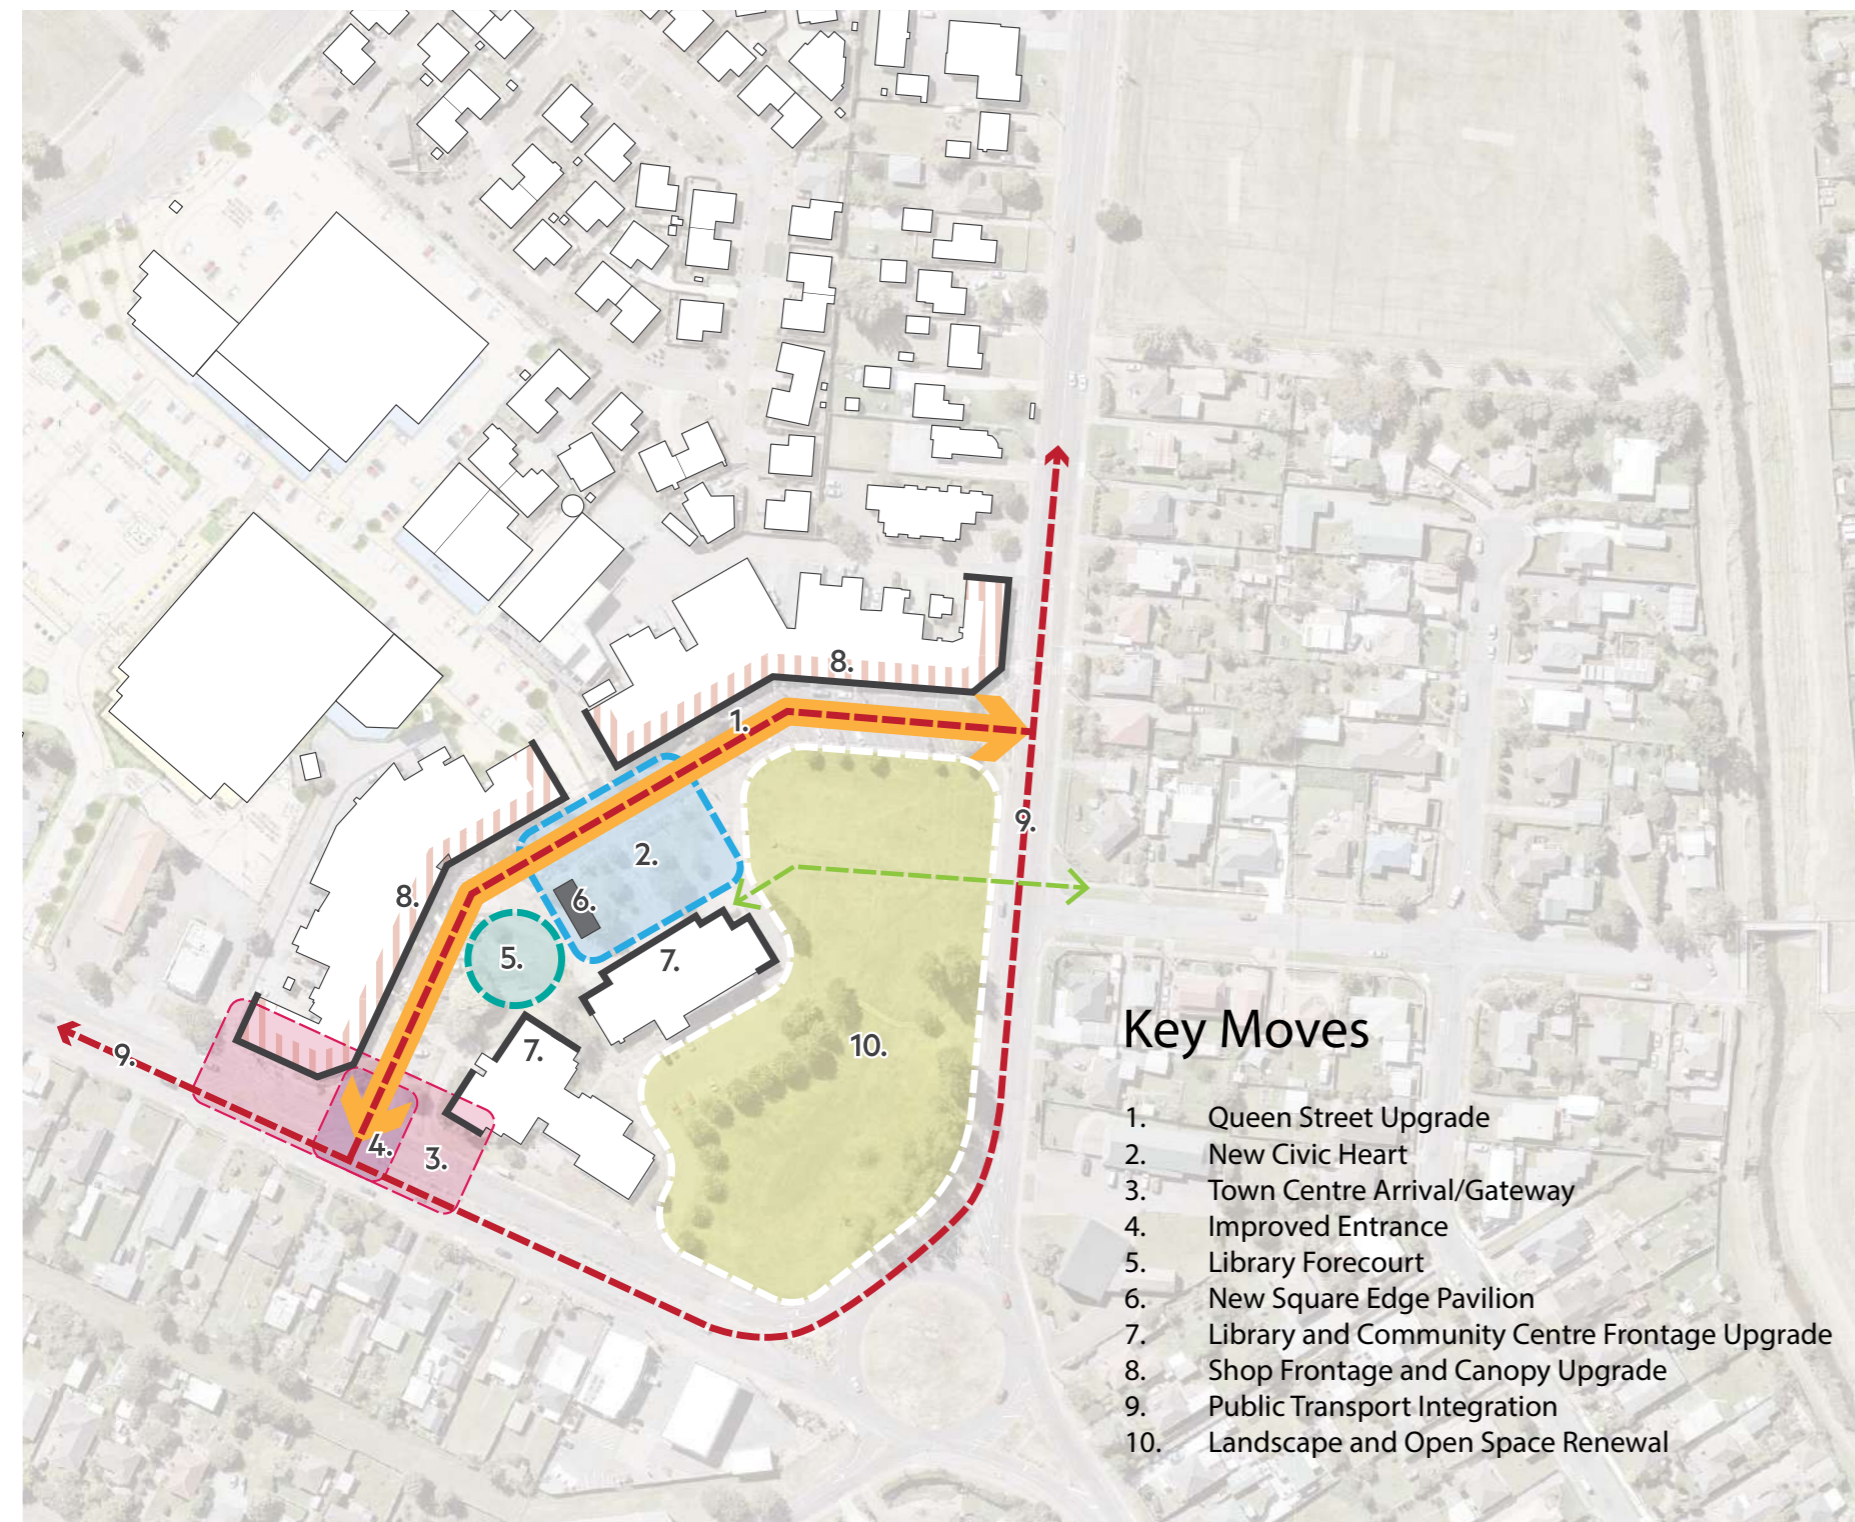 8.
1.
2.
9.
6.
8.
5.
7.
7.
10.
9.
4.
3.
Key Moves
1. Queen Street Upgrade
2. New Civic Heart
3. Town Centre Arrival/Gateway
4. Improved Entrance
5. Library Forecourt
6. New Square Edge Pavilion
7. Library and Community Centre Frontage Upgrade
8. Shop Frontage and Canopy Upgrade
9. Public Transport Integration
10. Landscape and Open Space Renewal